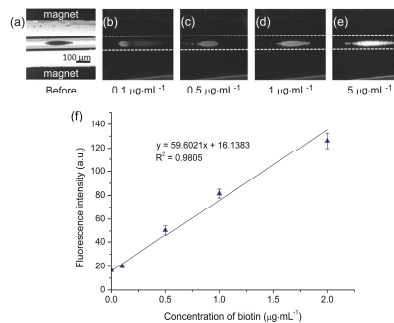 (a) (b) (c) (d) (e)
magnet
100 µm
magnet
Before 0.1 µg·mL-1 0.5 µg·mL-1 1 µg·mL-1 5 µg·mL-1
(f)
140
120
100
80
60
40
20
0
y = 59.6021x + 16.1383
R² = 0.9805
Fluorescence intensity (a.u)
0.0 0.5 1.0 1.5 2.0
Concentration of biotin (µg·mL-1)